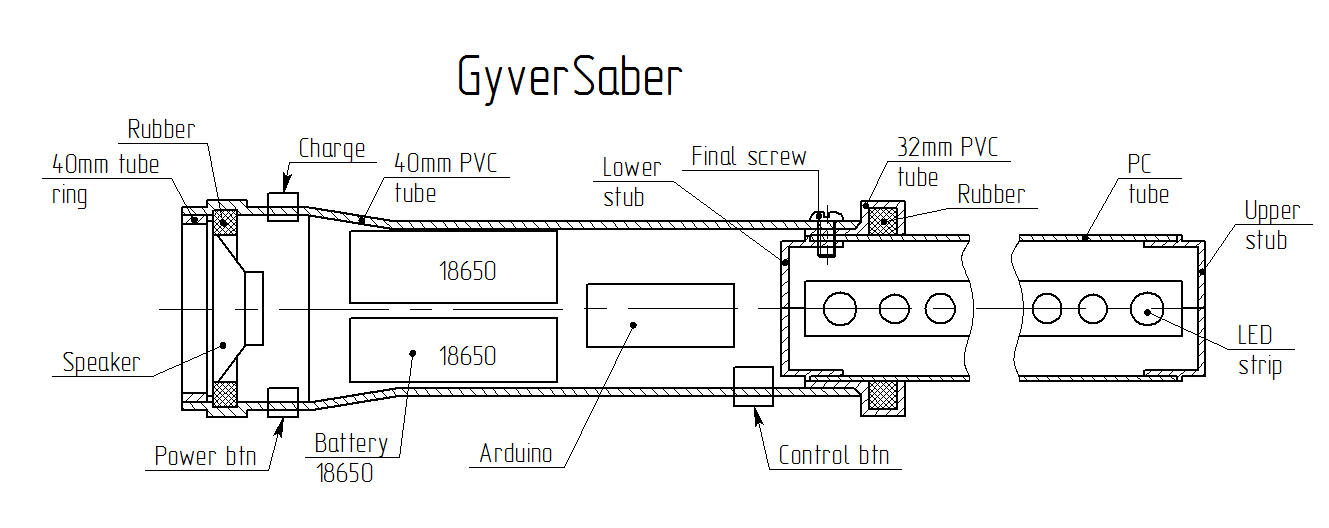 GyverSaber
Rubber
40mm tube
ring
Charge
40mm PVC
tube
Lower
stub
Final screw
32mm PVC
tube
Rubber
PC
tube
Upper
stub
18650
18650
Speaker
LED
strip
Power btn
Battery
18650
Arduino
Control btn